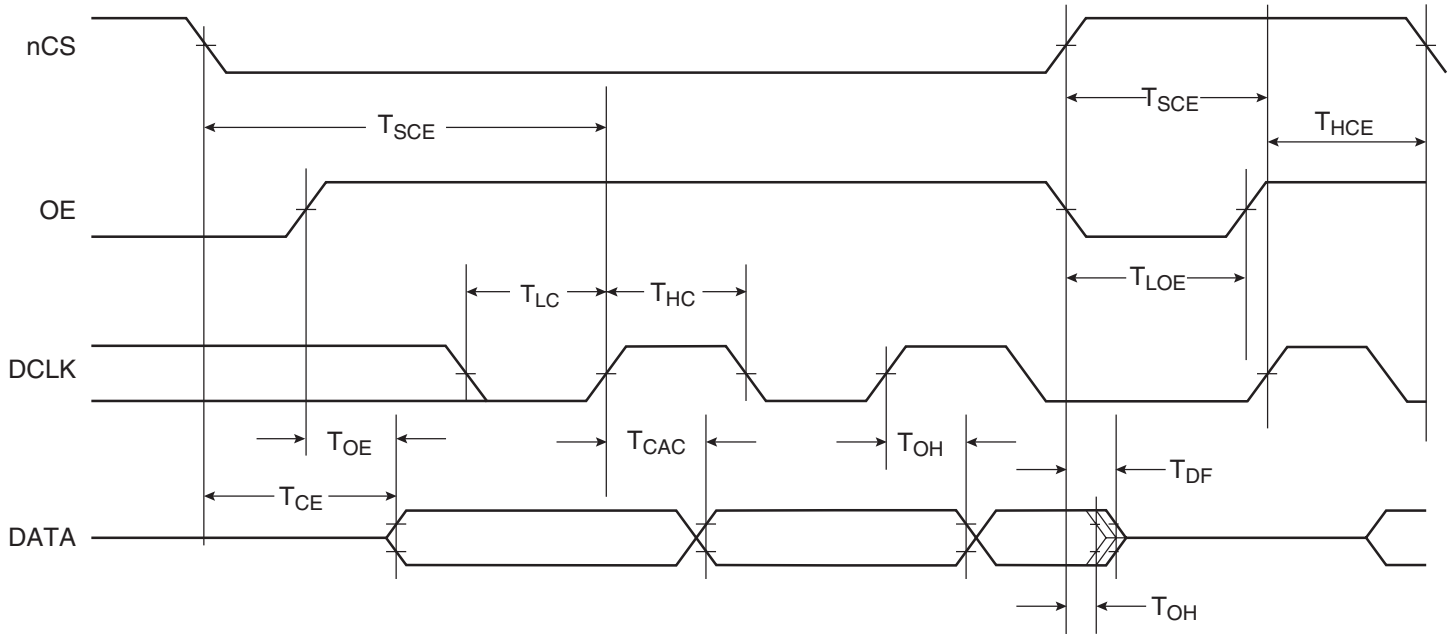 nCS
TSCE
TSCE
THCE
OE
TLC
THC
TLOE
DCLK
TOE
TCAC
TOH
TDF
TCE
DATA
TOH